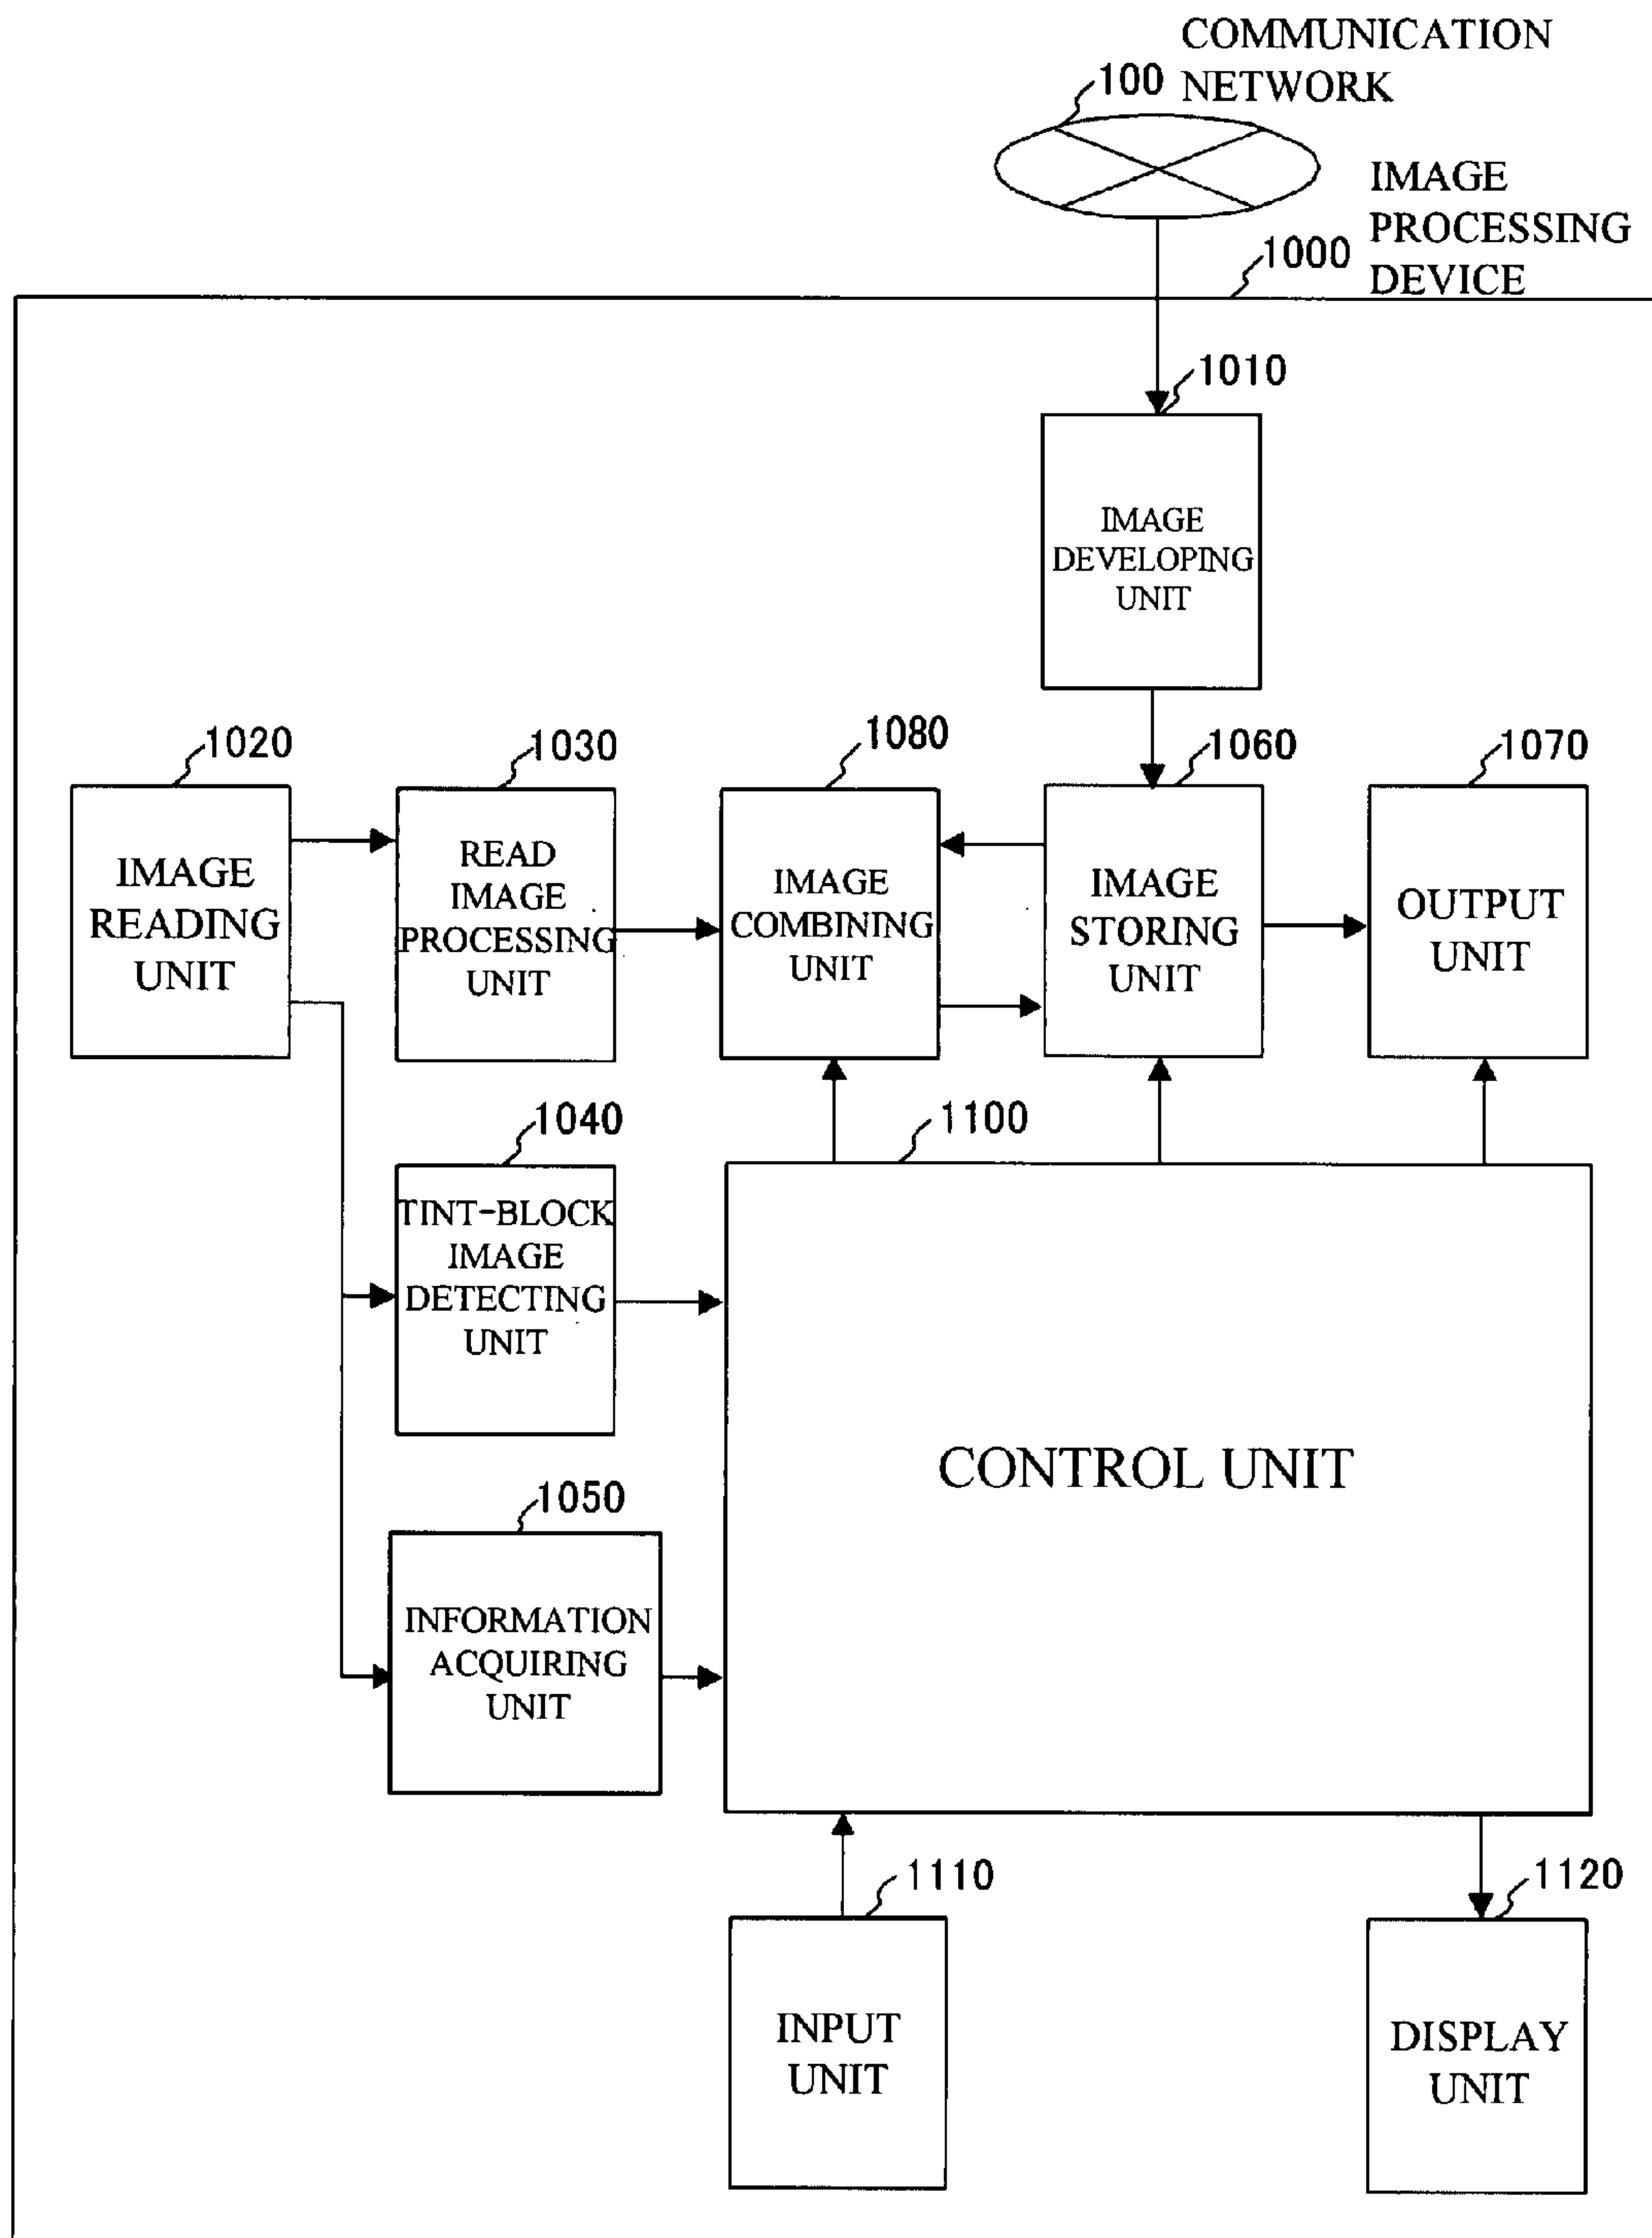 COMMUNICATION
100 NETWORK
IMAGE
PROCESSING
1000 DEVICE
1010
IMAGE
DEVELOPING
UNIT
1020
IMAGE
READING
UNIT
1030
READ
IMAGE
PROCESSING
UNIT
1080
IMAGE
COMBINING
UNIT
1060
IMAGE
STORING
UNIT
1070
OUTPUT
UNIT
1040
TINT-BLOCK
IMAGE
DETECTING
UNIT
1100
CONTROL UNIT
1050
INFORMATION
ACQUIRING
UNIT
1110
INPUT
UNIT
1120
DISPLAY
UNIT